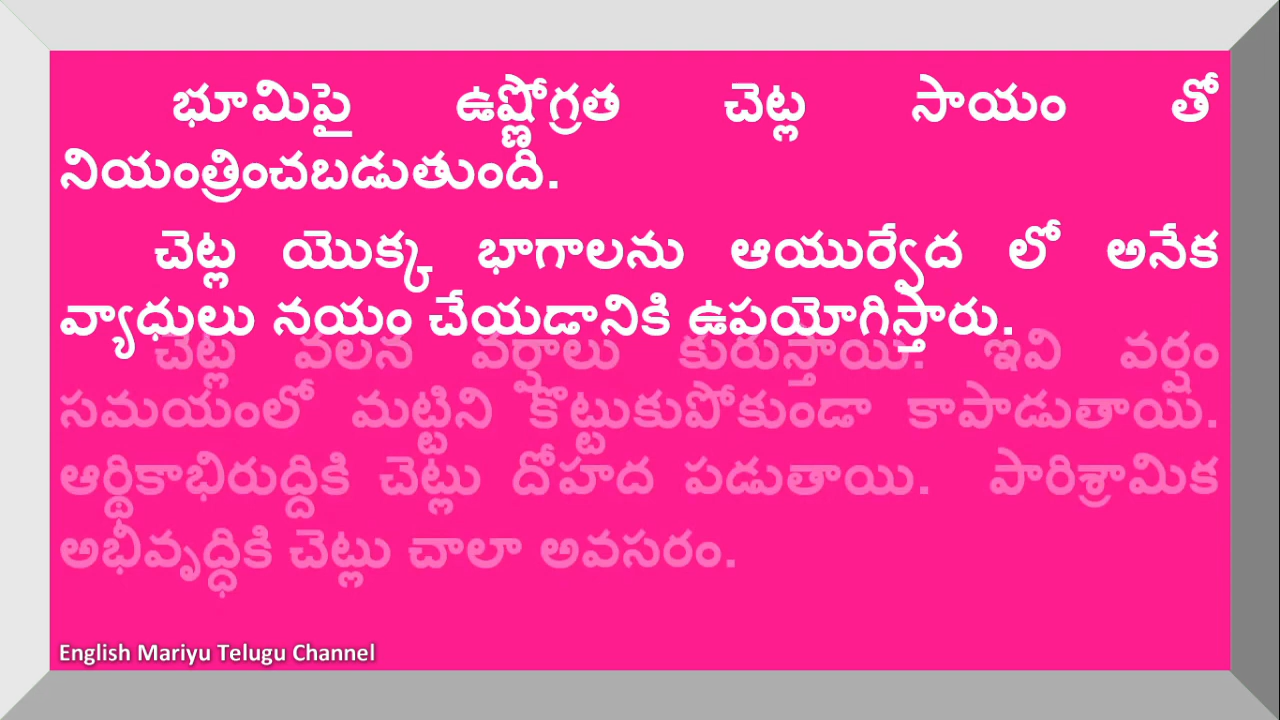 భూమిపై ఉష్ణోగ్రత చెట్ల సాయం తో
నియంత్రించబడుతుంది.
చెట్ల యొక్క భాగాలను ఆయుర్వేద లో అనేక
వ్యాధులు నయం చేయడానికి ఉపయోగిస్తారు.
చెట్ల వలన వర్షాలు కురుస్తాయి. ఇవి వర్షం
సమయంలో మట్టిని కొట్టుకుపోకుండా కాపాడుతాయి.
ఆర్థికాభిరుద్దికి చెట్లు దోహద పడుతాయి. పారిశ్రామిక
అభివృద్ధికి చెట్లు చాలా అవసరం.
English Mariyu Telugu Channel